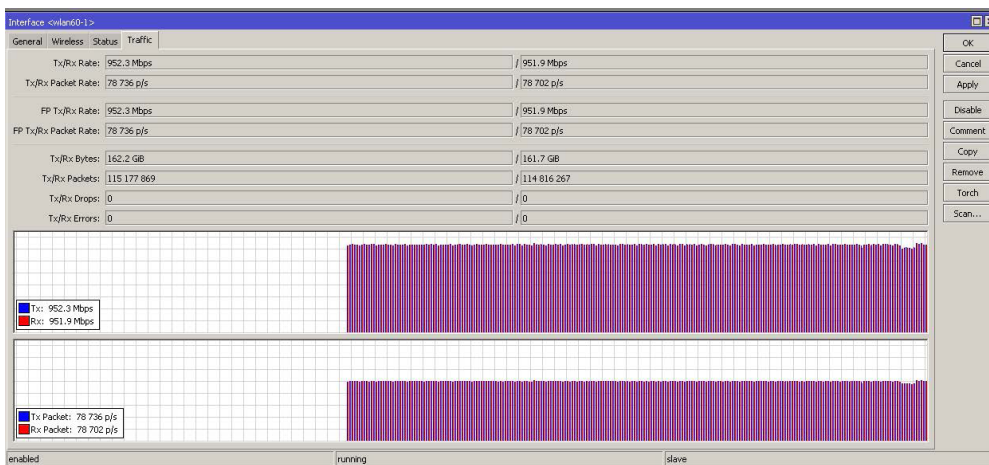 Interface <wlan60-1>
General Wireless Status Traffic
OK
Tx/Rx Rate: 952.3 Mbps / 951.9 Mbps
Cancel
Tx/Rx Packet Rate: 78 736 p/s / 78 702 p/s
Apply
FP Tx/Rx Rate: 952.3 Mbps / 951.9 Mbps
Disable
FP Tx/Rx Packet Rate: 78 736 p/s / 78 702 p/s
Comment
Copy
Tx/Rx Bytes: 162.2 GiB / 161.7 GiB
Tx/Rx Packets: 115 177 869 / 114 816 267
Remove
Tx/Rx Drops: 0 / 0
Torch
Tx/Rx Errors: 0 / 0
Scan...
Tx: 952.3 Mbps
Rx: 951.9 Mbps
Tx Packet: 78 736 p/s
Rx Packet: 78 702 p/s
enabled running slave